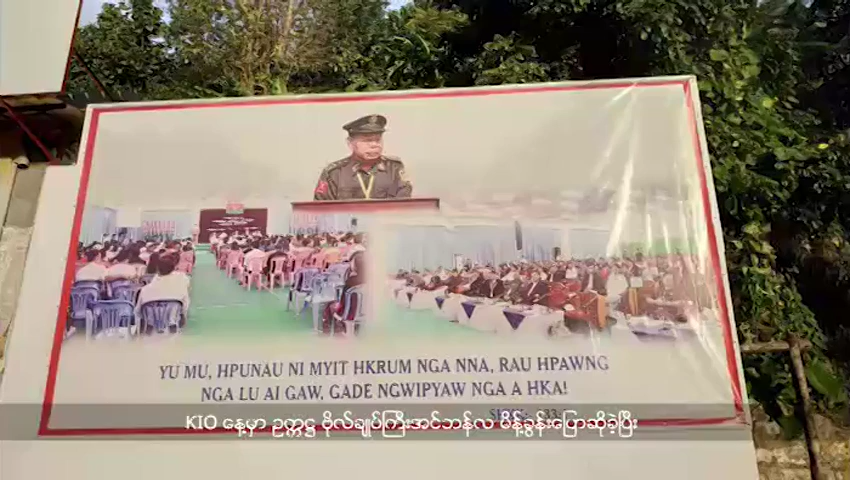 YU MU, HPUNAU NI MYIT HKRUM NGA NNA, RAU HPAWNG
NGA LU AI GAW, GADE NGWIPYAW NGA A HKA!
KIO နေ့မှာ ဥက္ကဋ္ဌ ဗိုလ်ချုပ်ကြီးအင်ဘန်လ မိန့်ခွန်းပြောဆိုခဲ့ပြီး